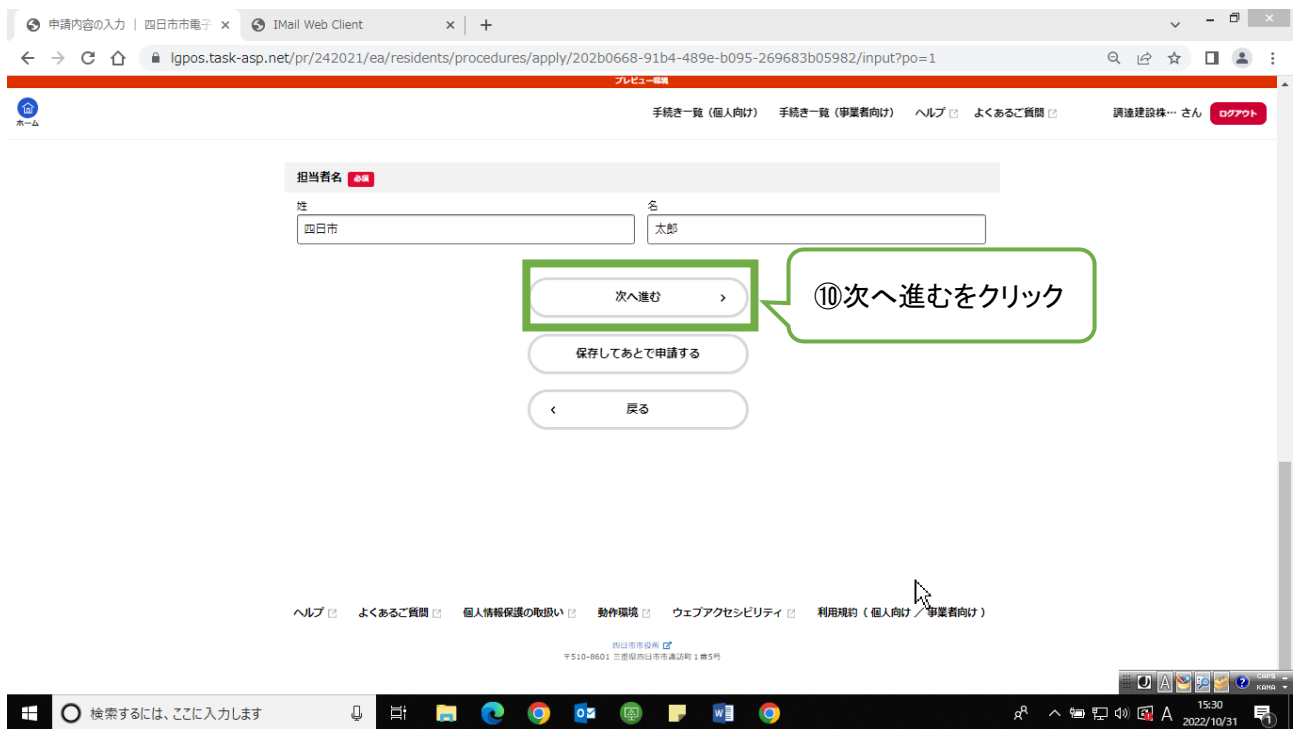 申請内容の入力 | 四日市市電子
IMail Web Client
lgpos.task-asp.net/pr/242021/ea/residents/procedures/apply/202b0668-91b4-489e-b095-269683b05982/input?po=1
プレビュー環境
ホーム
手続き一覧（個人向け） 手続き一覧（事業者向け） ヘルプ よくあるご質問 調達建設株… さん ログアウト
担当者名 必須
姓 名
四日市 太郎
次へ進む
⑩次へ進むをクリック
保存してあとで申請する
戻る
ヘルプ よくあるご質問 個人情報保護の取扱い 動作環境 ウェブアクセシビリティ 利用規約（個人向け／事業者向け）
四日市市役所
〒510-8601 三重県四日市市諏訪町１番5号
A CAPS
KANA
検索するには、ここに入力します
A 15:30
2022/10/31